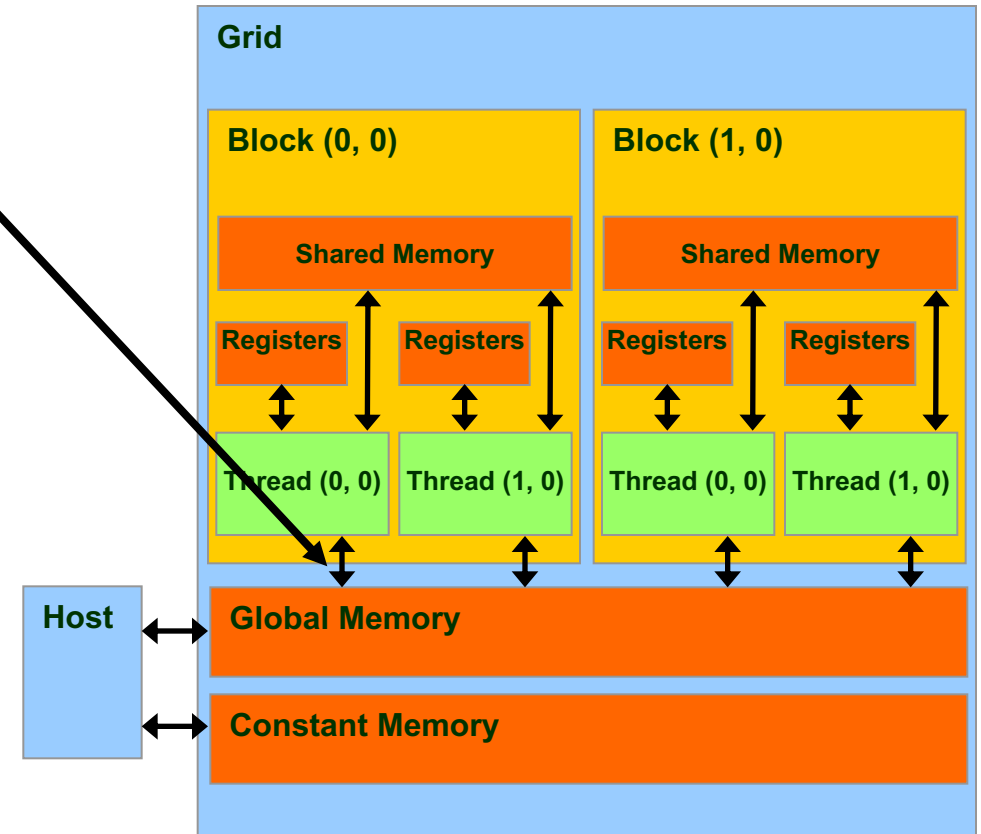 Grid
Block (0, 0)
Block (1, 0)
Shared Memory
Shared Memory
Registers
Registers
Registers
Registers
Thread (0, 0)
Thread (1, 0)
Thread (0, 0)
Thread (1, 0)
Host
Global Memory
Constant Memory